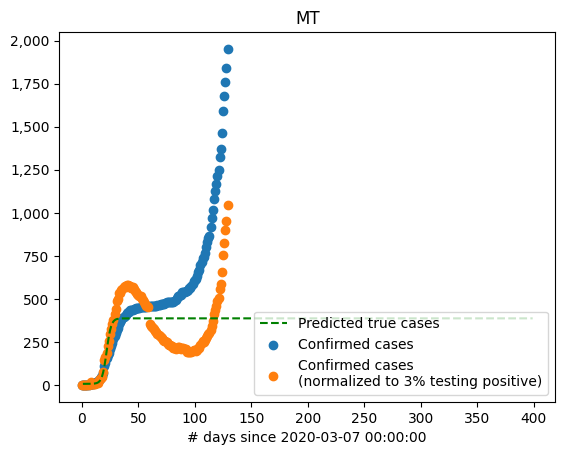 MT
2,000
1,750
1,500
1,250
1,000
750
500
250
0
Predicted true cases
Confirmed cases
Confirmed cases
(normalized to 3% testing positive)
0 50 100 150 200 250 300 350 400
# days since 2020-03-07 00:00:00